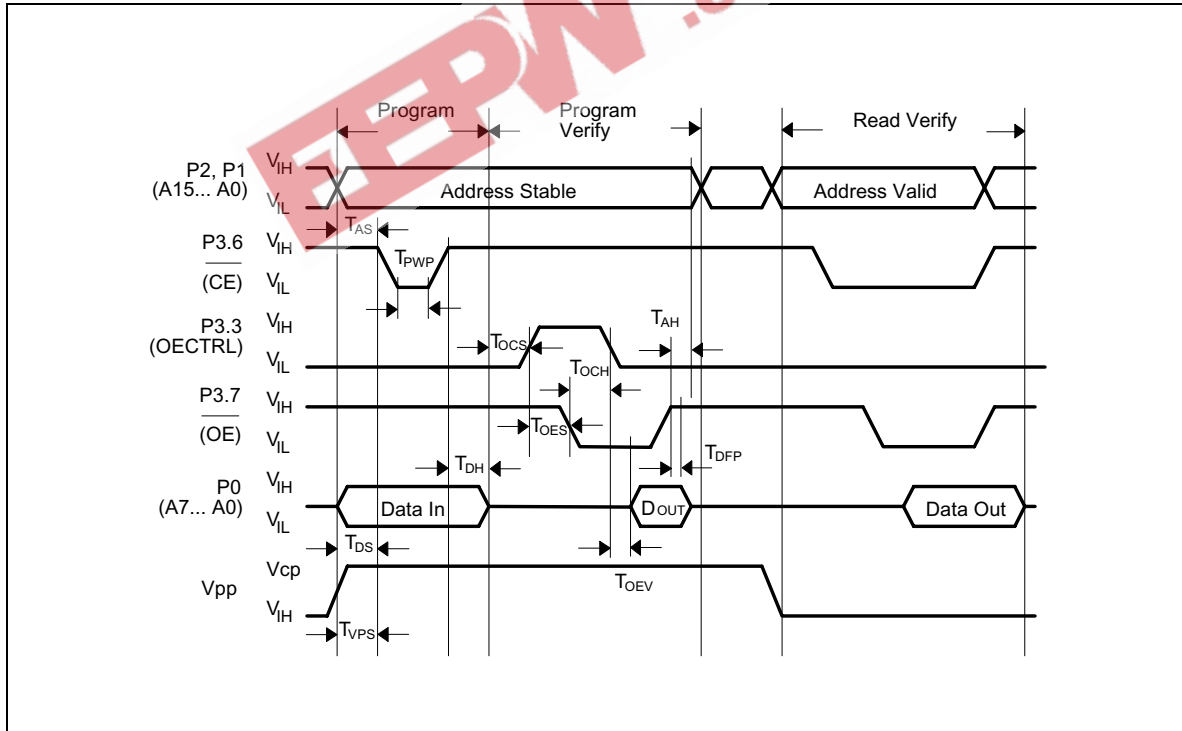 EEPW
Program
Program
Verify
Read Verify
P2, P1
(A15... A0)
VIH
VIL
Address Stable
Address Valid
TAS
P3.6
(CE)
VIH
VIL
TPWP
P3.3
(OECTRL)
VIH
VIL
TOCS
TAH
TOCH
P3.7
(OE)
VIH
VIL
TOES
TDFP
TDH
P0
(A7... A0)
VIH
VIL
Data In
DOUT
Data Out
TDS
Vpp
Vcp
VIH
TOEV
TVPS